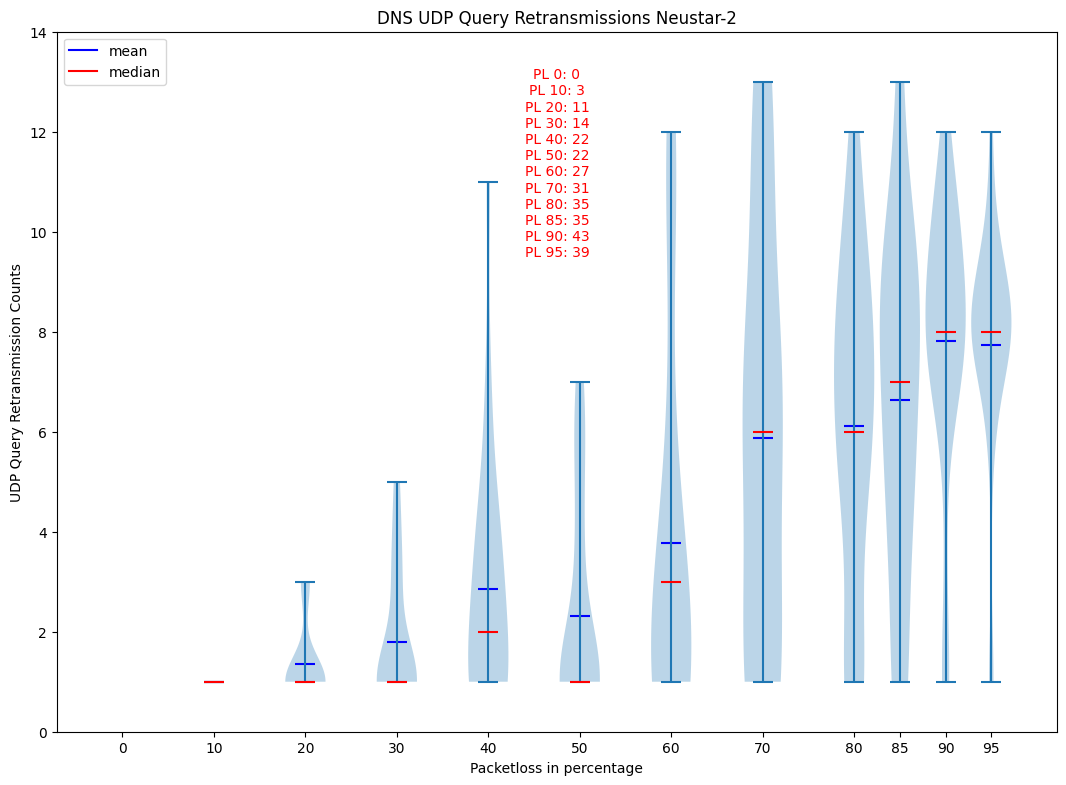 DNS UDP Query Retransmissions Neustar-2
mean
median
PL 0: 0
PL 10: 3
PL 20: 11
PL 30: 14
PL 40: 22
PL 50: 22
PL 60: 27
PL 70: 31
PL 80: 35
PL 85: 35
PL 90: 43
PL 95: 39
UDP Query Retransmission Counts
14
12
10
8
6
4
2
0
0 10 20 30 40 50 60 70 80 85 90 95
Packetloss in percentage